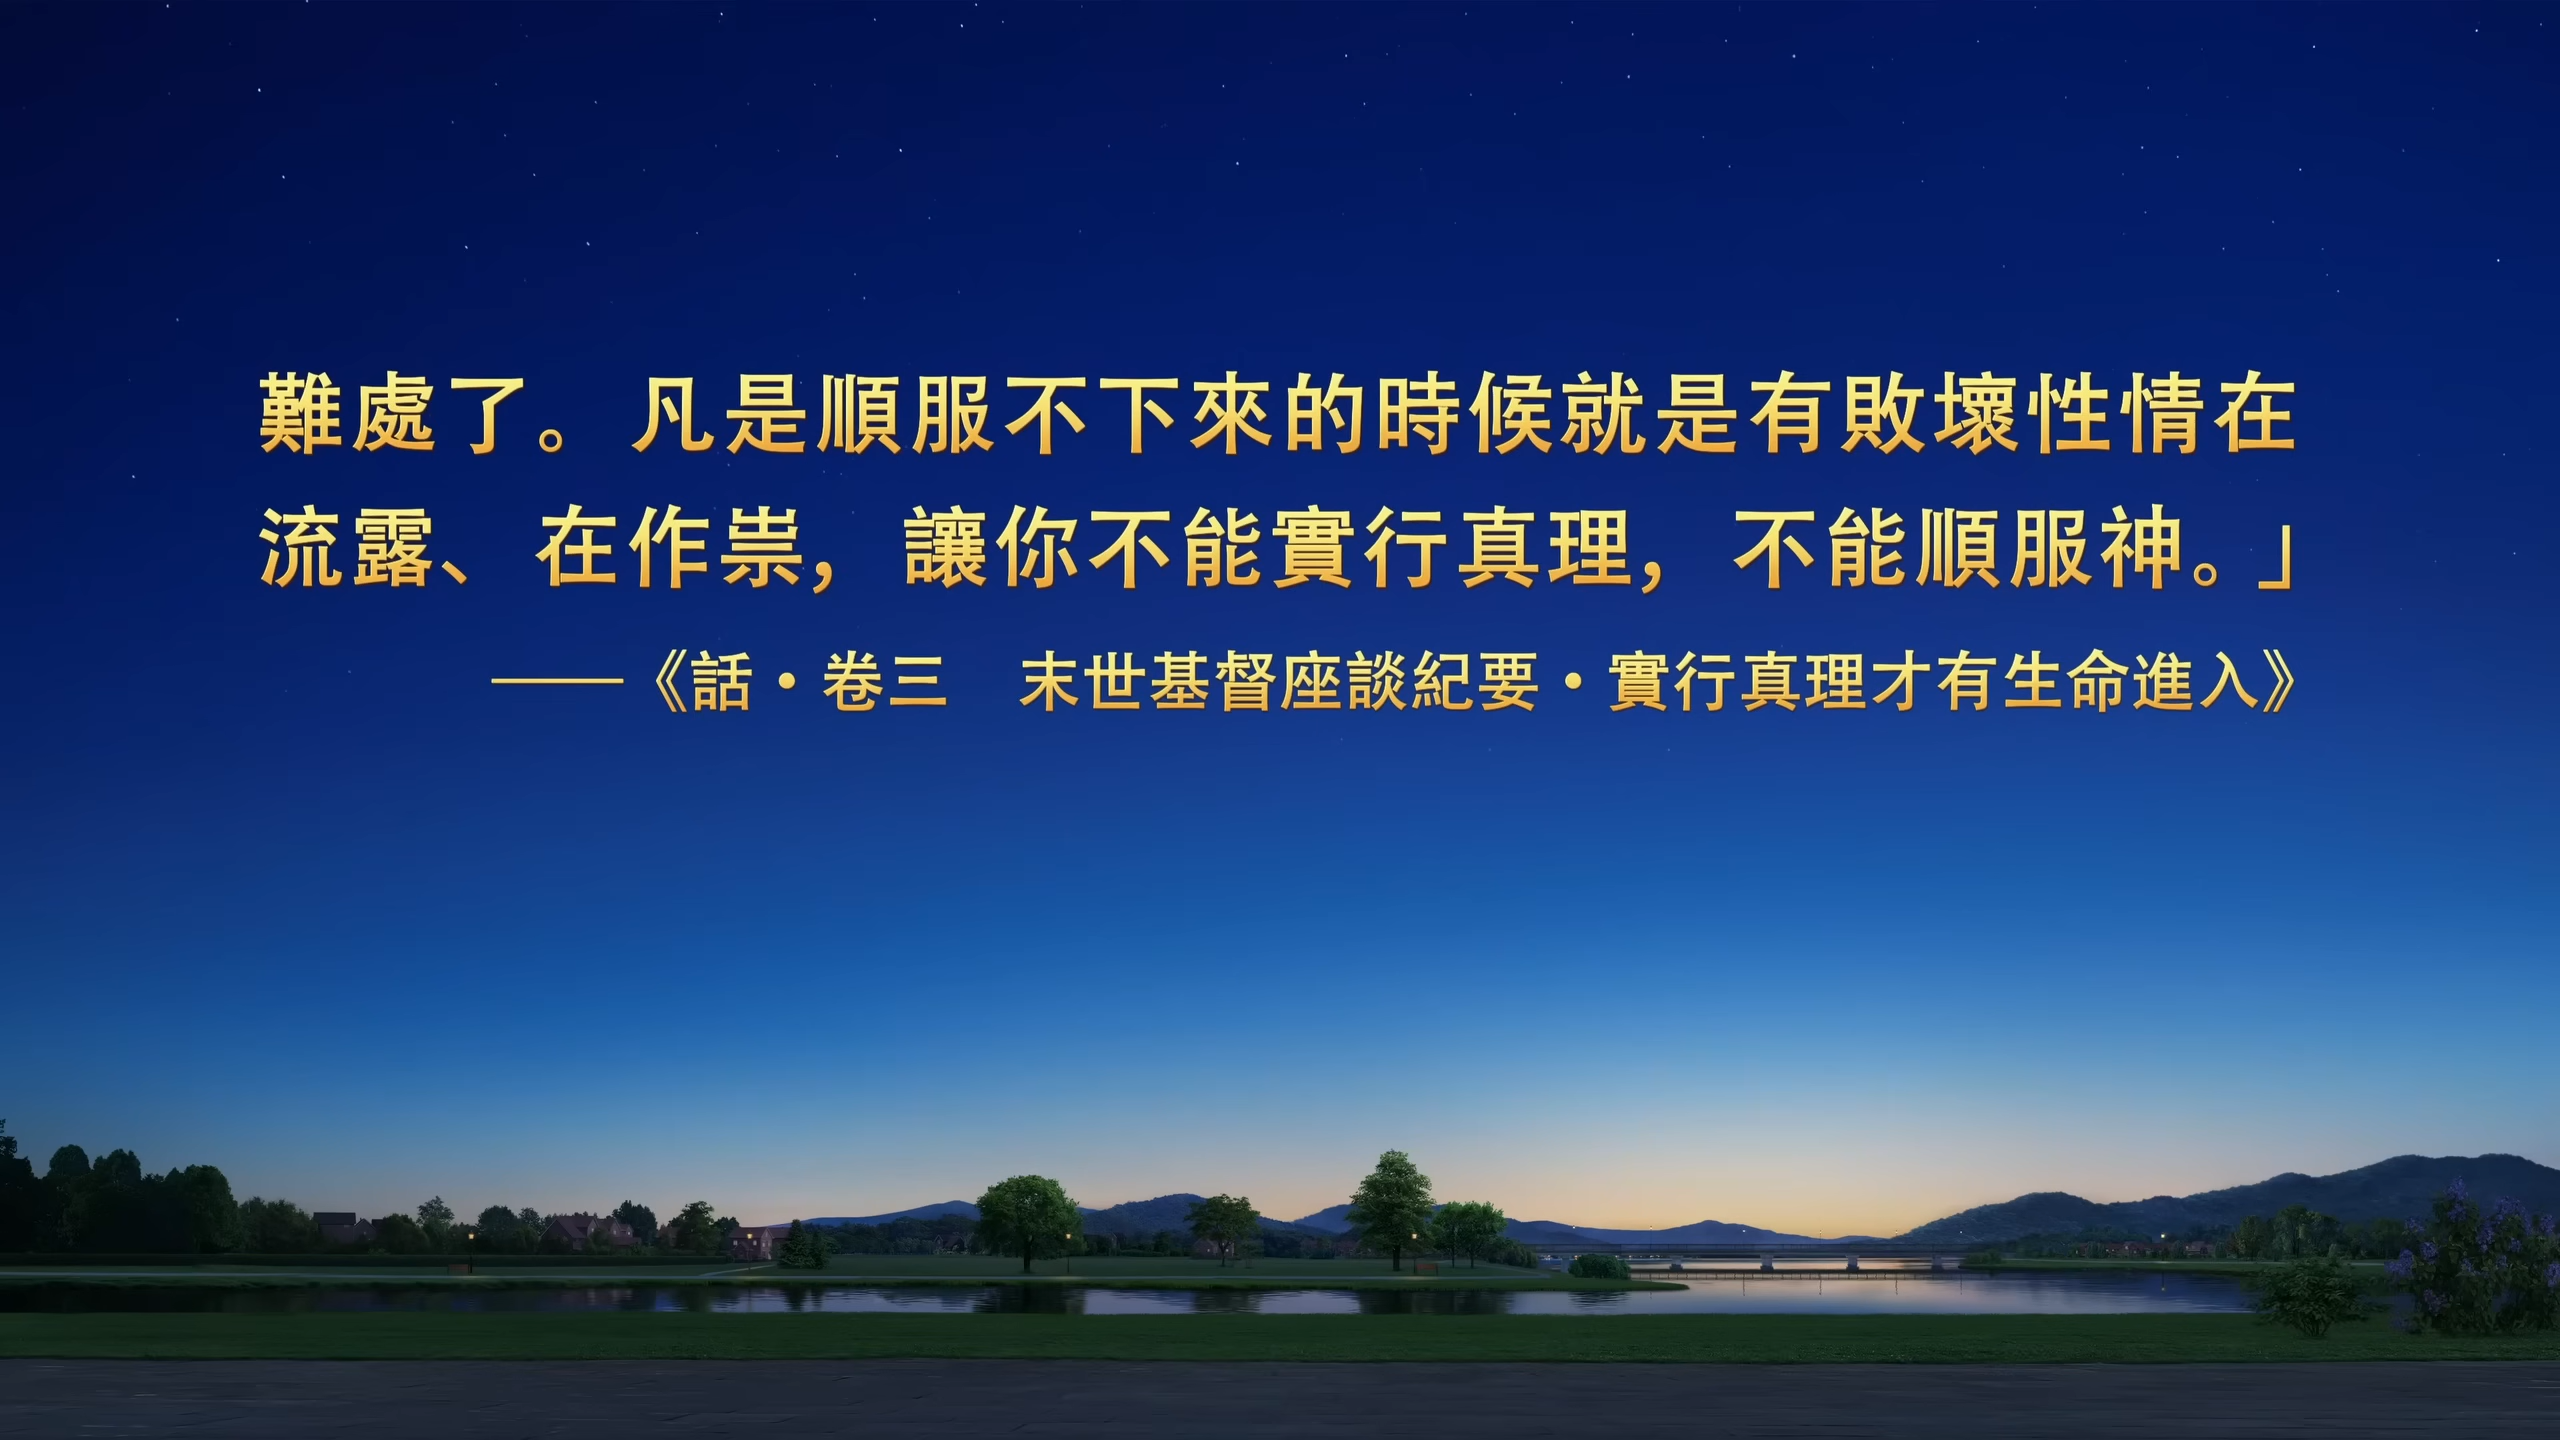 難處了。凡是順服不下來的時候就是有敗壞性情在
流露、在作祟，讓你不能實行真理，不能順服神。」
——《話・卷三　末世基督座談紀要・實行真理才有生命進入》